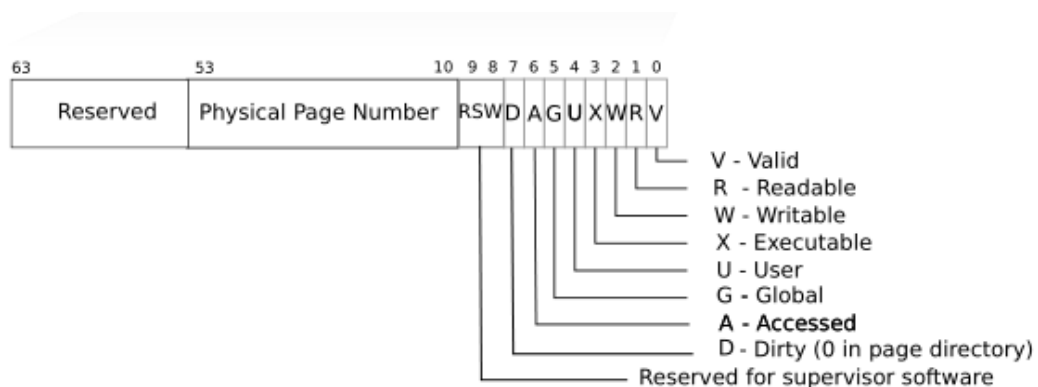 63 53 10 9 8 7 6 5 4 3 2 1 0
Reserved Physical Page Number RSW D A G U X W R V
V - Valid
R - Readable
W - Writable
X - Executable
U - User
G - Global
A - Accessed
D - Dirty (0 in page directory)
Reserved for supervisor software